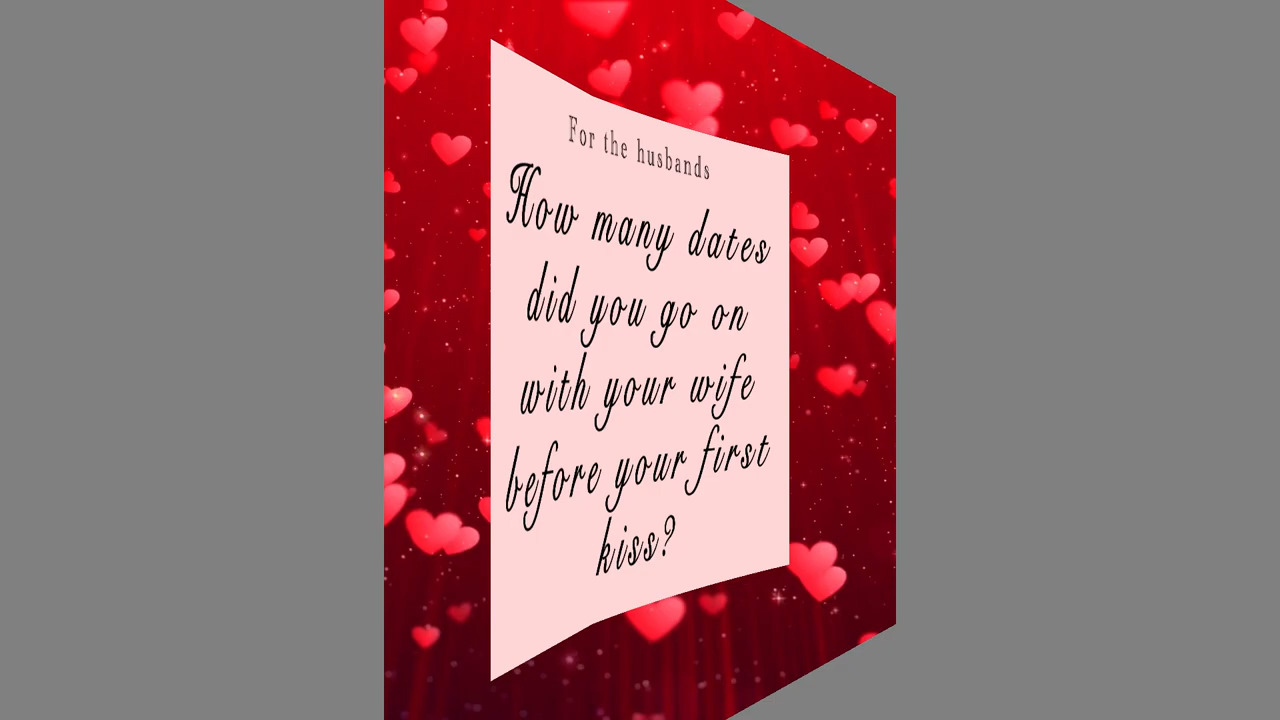 For the husbands
How many dates
did you go on
with your wife
before your first
kiss?